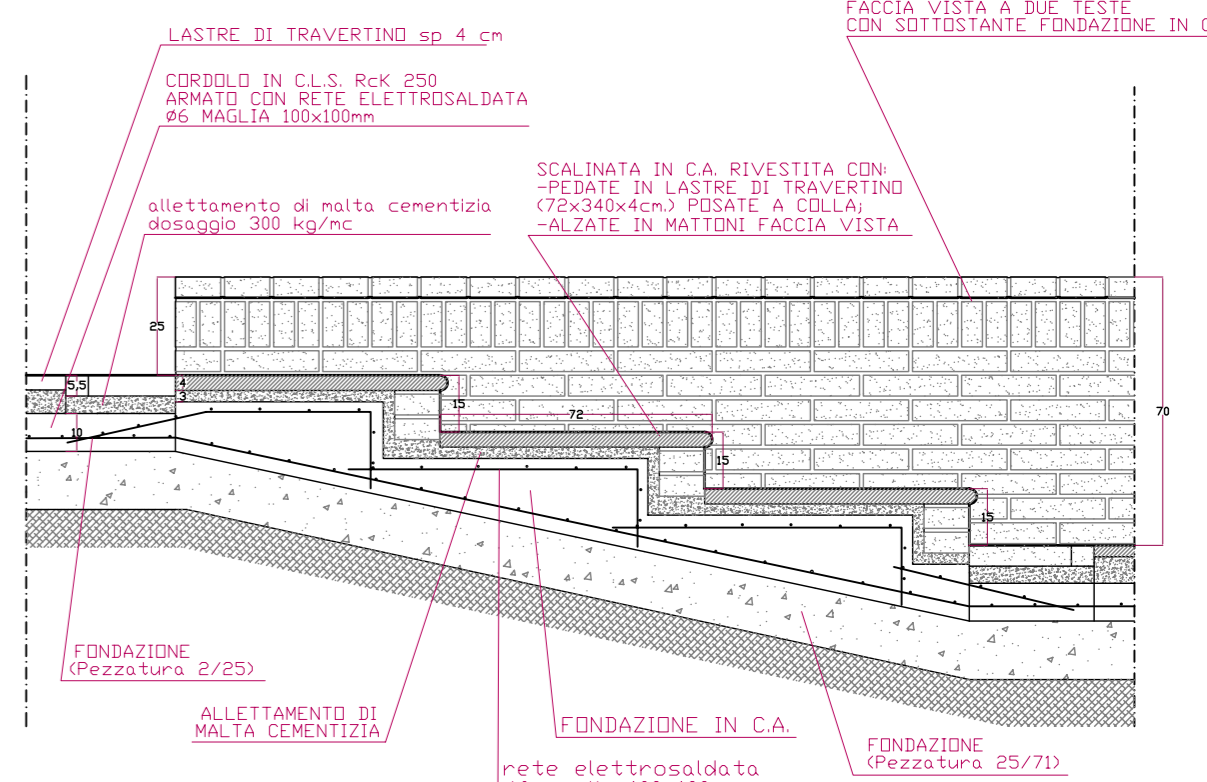 FACCIA VISTA A DUE TESTE
CON SOTTOSTANTE FONDAZIONE IN
LASTRE DI TRAVERTINO sp 4 cm
CORDOLO IN C.L.S. RcK 250
ARMATO CON RETE ELETTROSALDATA
Ø6 MAGLIA 100x100mm
SCALINATA IN C.A. RIVESTITA CON:
-PEDATE IN LASTRE DI TRAVERTINO
(72x340x4cm.) POSATE A COLLA;
-ALZATE IN MATTONI FACCIA VISTA
allettamento di malta cementizia
dosaggio 300 kg/mc
25
5,5
4
3
15
72
70
10
15
15
FONDAZIONE
(Pezzatura 2/25)
ALLETTAMENTO DI
MALTA CEMENTIZIA
FONDAZIONE IN C.A.
FONDAZIONE
(Pezzatura 25/71)
rete elettrosaldata